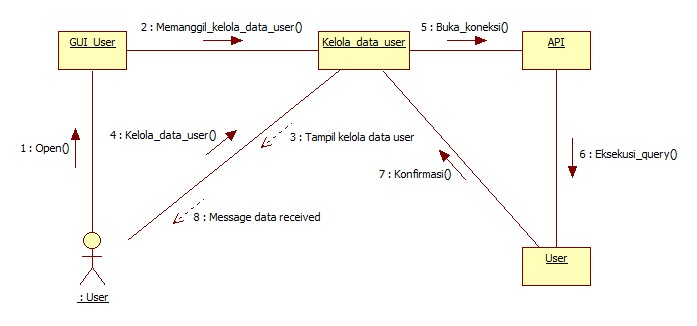 2 : Memanggil_kelola_data_user()
5 : Buka_koneksi()
GUI_User
Kelola_data_user
API
4 : Kelola_data_user()
3 : Tampil kelola data user
1 : Open()
6 : Eksekusi_query()
7 : Konfirmasi()
8 : Message data received
User
: User